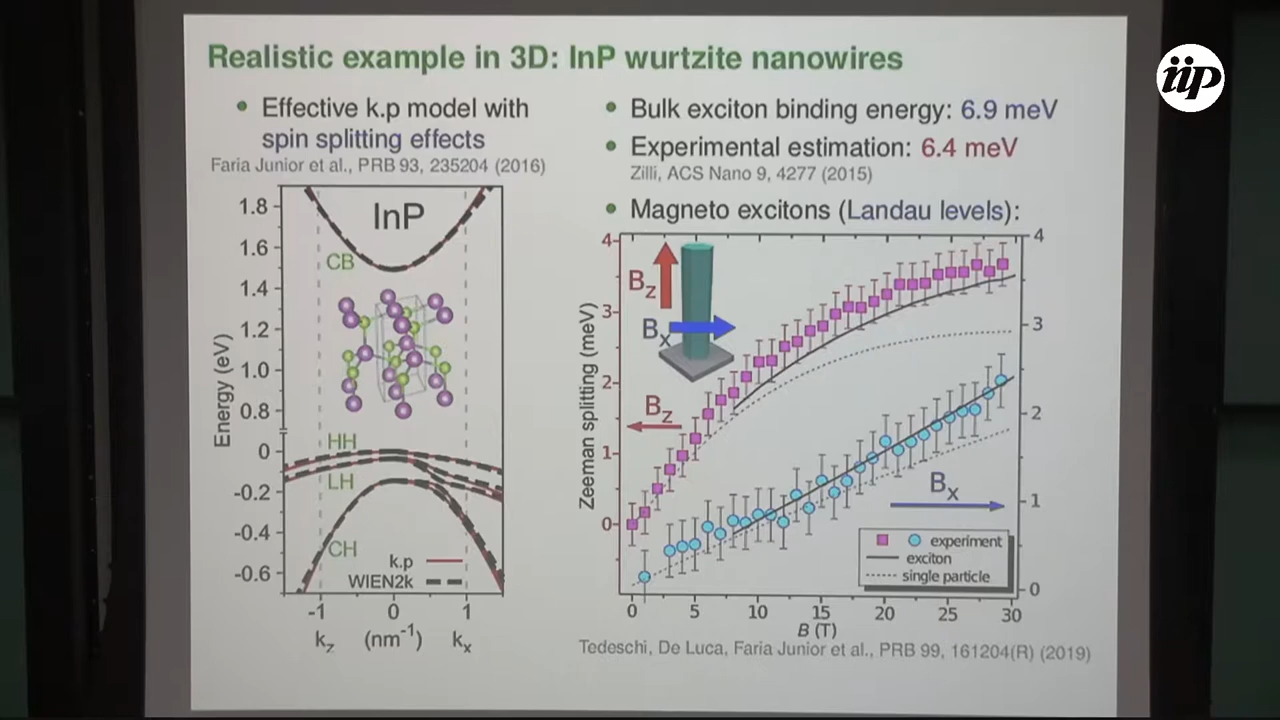 Realistic example in 3D: InP wurtzite nanowires
iip
Effective k.p model with
spin splitting effects
Faria Junior et al., PRB 93, 235204 (2016)
Bulk exciton binding energy: 6.9 meV
Experimental estimation: 6.4 meV
Zilli, ACS Nano 9, 4277 (2015)
Magneto excitons (Landau levels):
InP
CB
HH
LH
CH
k.p
WIEN2k
Energy (eV)
1.8
1.6
1.4
1.2
1.0
0.8
0
-0.2
-0.4
-0.6
-1 0 1
kz (nm-1) kx
Zeeman splitting (meV)
4
3
2
1
0
Bz
Bx
Bz
Bx
4
3
2
1
0
experiment
exciton
single particle
0 5 10 15 20 25 30
B (T)
Tedeschi, De Luca, Faria Junior et al., PRB 99, 161204(R) (2019)